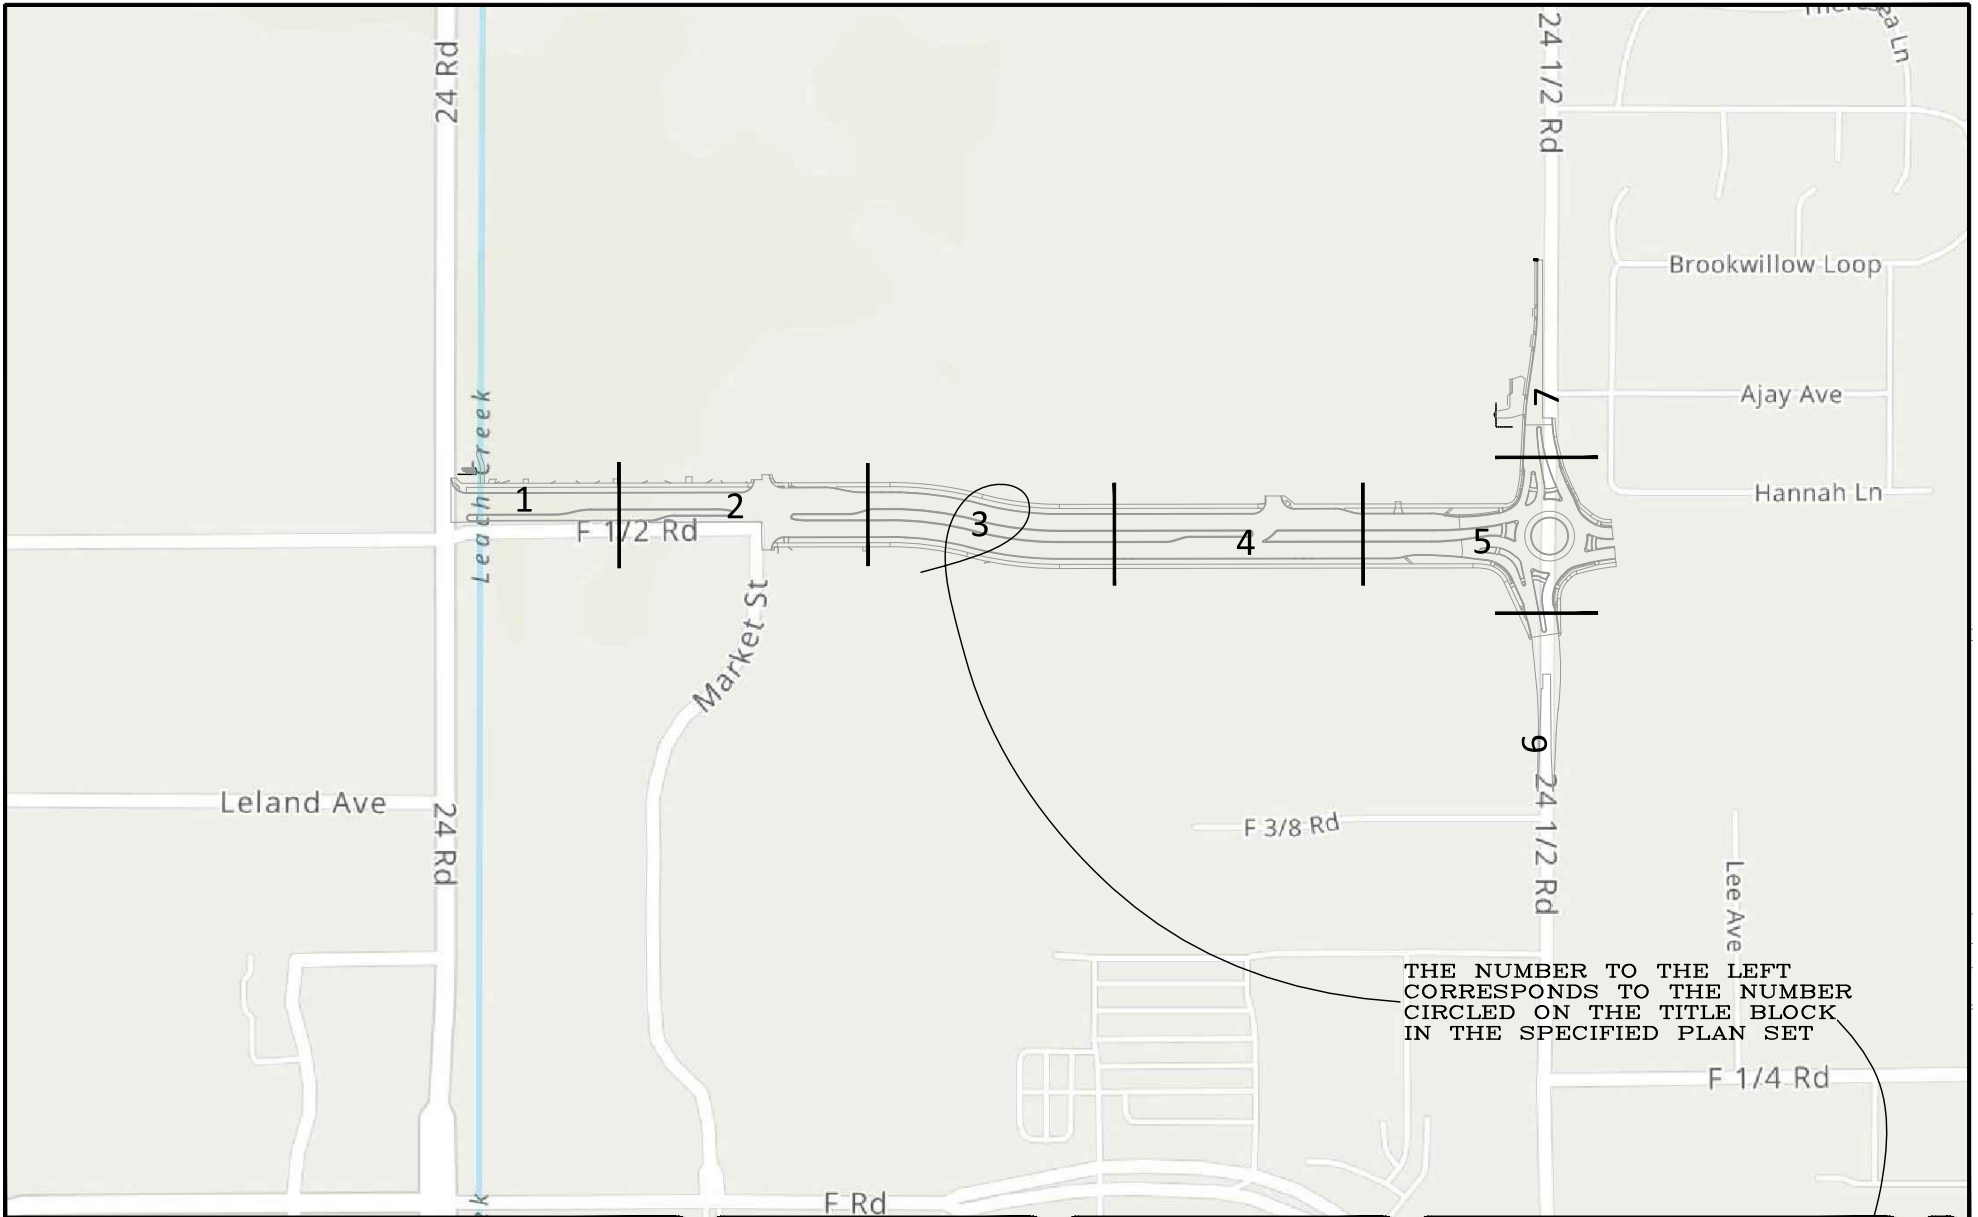 24 Rd
24 1/2 Rd
Brookwillow Loop
Ajay Ave
7
Hannah Ln
Leach Creek
1
2
3
4
5
F 1/2 Rd
Market St
6
Leland Ave
24 Rd
24 1/2 Rd
F 3/8 Rd
Lee Ave
THE NUMBER TO THE LEFT
CORRESPONDS TO THE NUMBER
CIRCLED ON THE TITLE BLOCK
IN THE SPECIFIED PLAN SET
F 1/4 Rd
F Rd